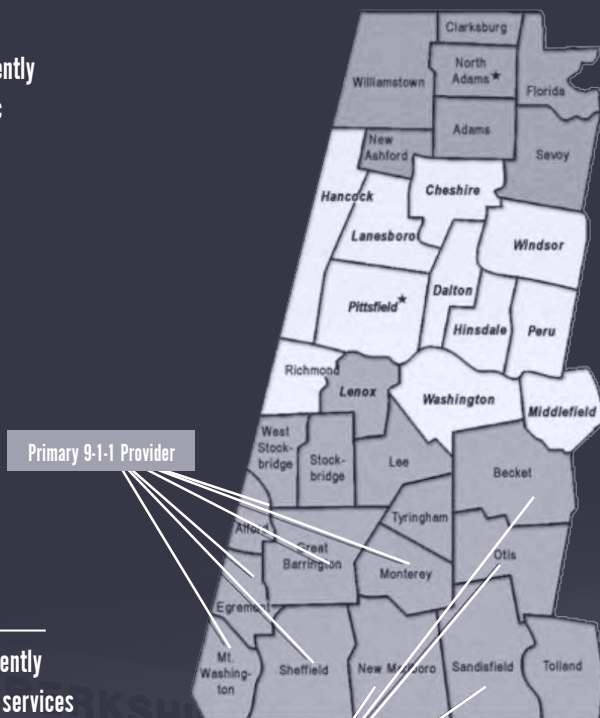 ently
Clarksburg
North
Adams
Williamstown
Florida
Adams
New
Ashford
Savoy
Hancock
Cheshire
Lanesboro
Windsor
Dalton
Pittsfield
Hinsdale
Peru
Richmond
Lenox
Washington
Middlefield
West
Stock-
bridge
Stock-
bridge
Lee
Becket
Primary 9-1-1 Provider
Tyringham
Alford
Great
Barrington
Otis
Monterey
Egremont
Mt.
Washing-
ton
Sheffield
New Marlboro
Sandisfield
Tolland
ently
services